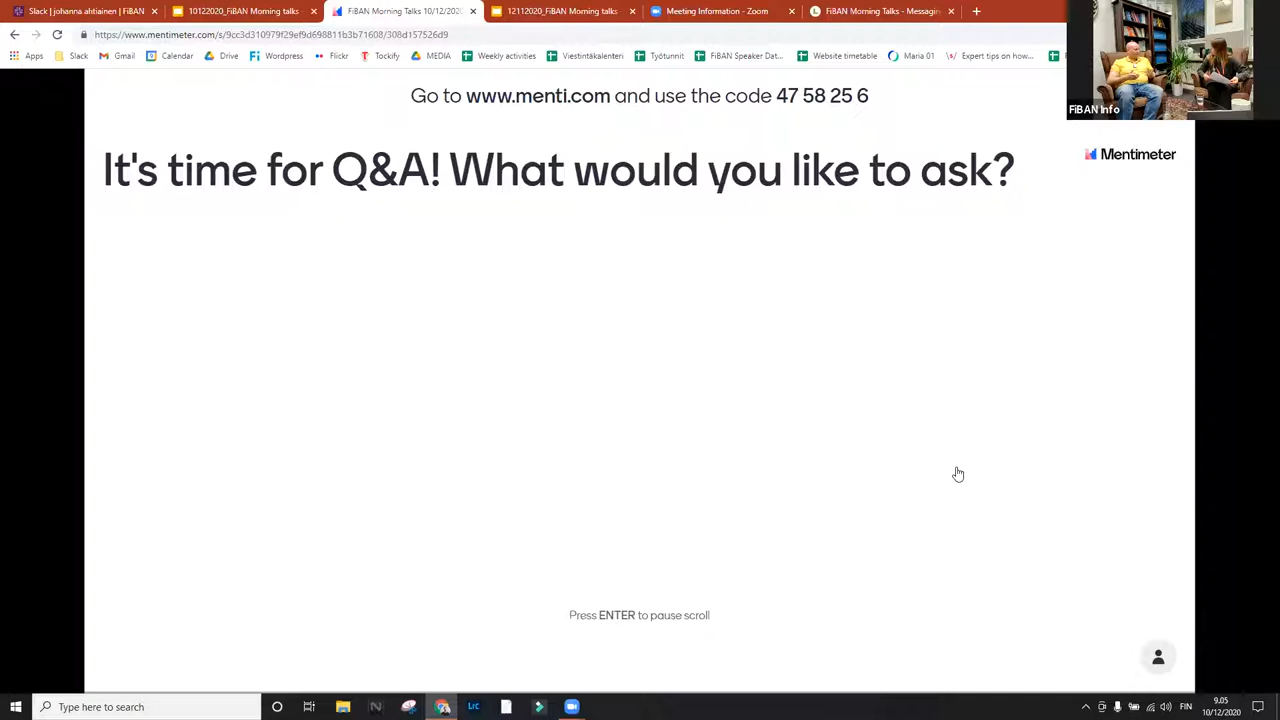 Slack | johanna ahtiainen | FiBAN
10122020_FiBAN Morning talks
FiBAN Morning Talks 10/12/2020
12112020_FiBAN Morning talks
Meeting Information - Zoom
FiBAN Morning Talks - Messagin
https://www.mentimeter.com/s/9cc3d310979f29ef9d698811b3b71608/308d157526d9
Apps
Slack
Gmail
Calendar
Drive
Wordpress
Flickr
Tockify
MEDIA
Weekly activities
Viestintäkalenteri
Työtunnit
FiBAN Speaker Dat...
Website timetable
Maria 01
Expert tips on how...
FiBAN Info
Go to www.menti.com and use the code 47 58 25 6
Mentimeter
It's time for Q&A! What would you like to ask?
Press ENTER to pause scroll
Type here to search
Lrc
FIN
9.05
10/12/2020